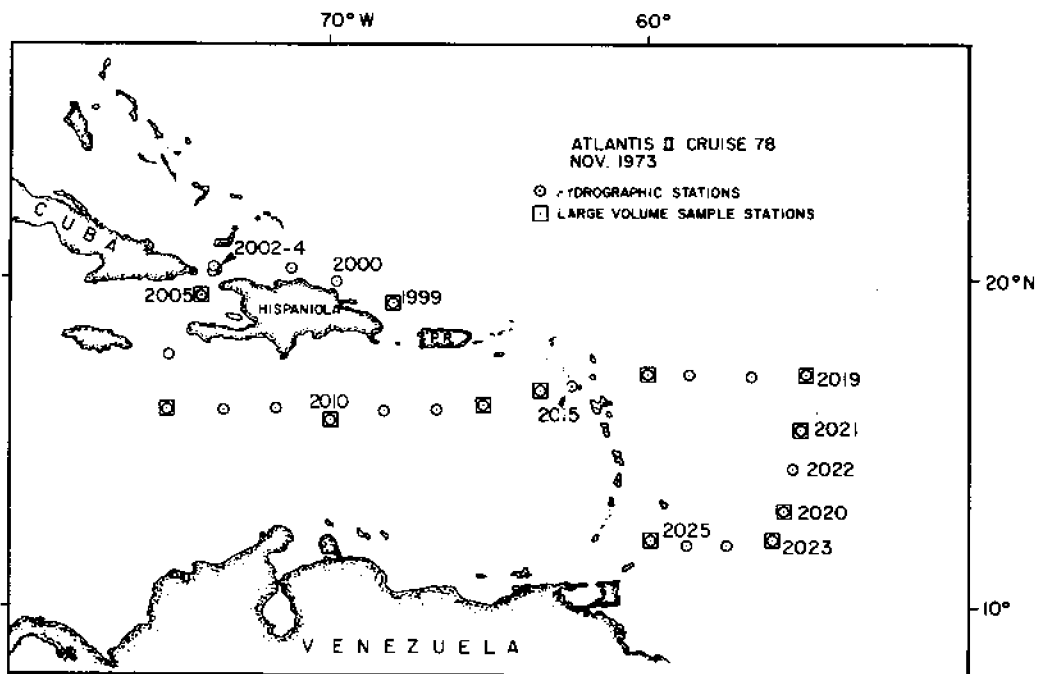 70° W 60°
ATLANTIS II CRUISE 78
NOV. 1973
HYDROGRAPHIC STATIONS
LARGE VOLUME SAMPLE STATIONS
CUBA
2002-4
2000
20°N
2005
1999
HISPANIOLA
P.R.
2019
2010
2015
2021
2022
2020
2025
2023
10°
VENEZUELA